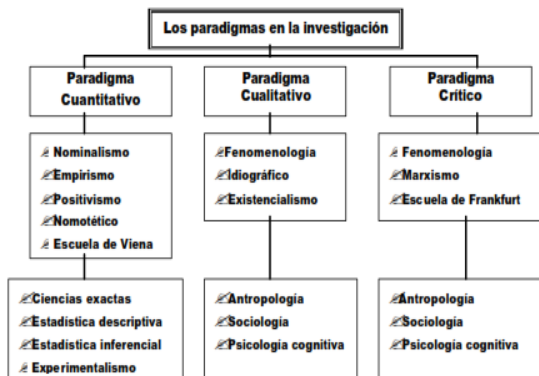 Los paradigmas en la investigación
Paradigma
Cuantitativo
Nominalismo
Empirismo
Positivismo
Nomotético
Escuela de Viena
Ciencias exactas
Estadística descriptiva
Estadística inferencial
Experimentalismo
Paradigma
Cualitativo
Fenomenología
Idiográfico
Existencialismo
Antropología
Sociología
Psicología cognitiva
Paradigma
Crítico
Fenomenología
Marxismo
Escuela de Frankfurt
Antropología
Sociología
Psicología cognitiva